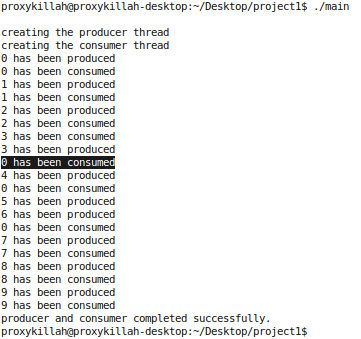 proxykillah@proxykillah-desktop:~/Desktop/project1$ ./main
creating the producer thread
creating the consumer thread
0 has been produced
0 has been consumed
1 has been produced
1 has been consumed
2 has been produced
2 has been consumed
3 has been consumed
3 has been produced
0 has been consumed
4 has been produced
0 has been consumed
5 has been produced
6 has been produced
0 has been consumed
7 has been produced
7 has been consumed
8 has been produced
8 has been consumed
9 has been produced
9 has been consumed
producer and consumer completed successfully.
proxykillah@proxykillah-desktop:~/Desktop/project1$